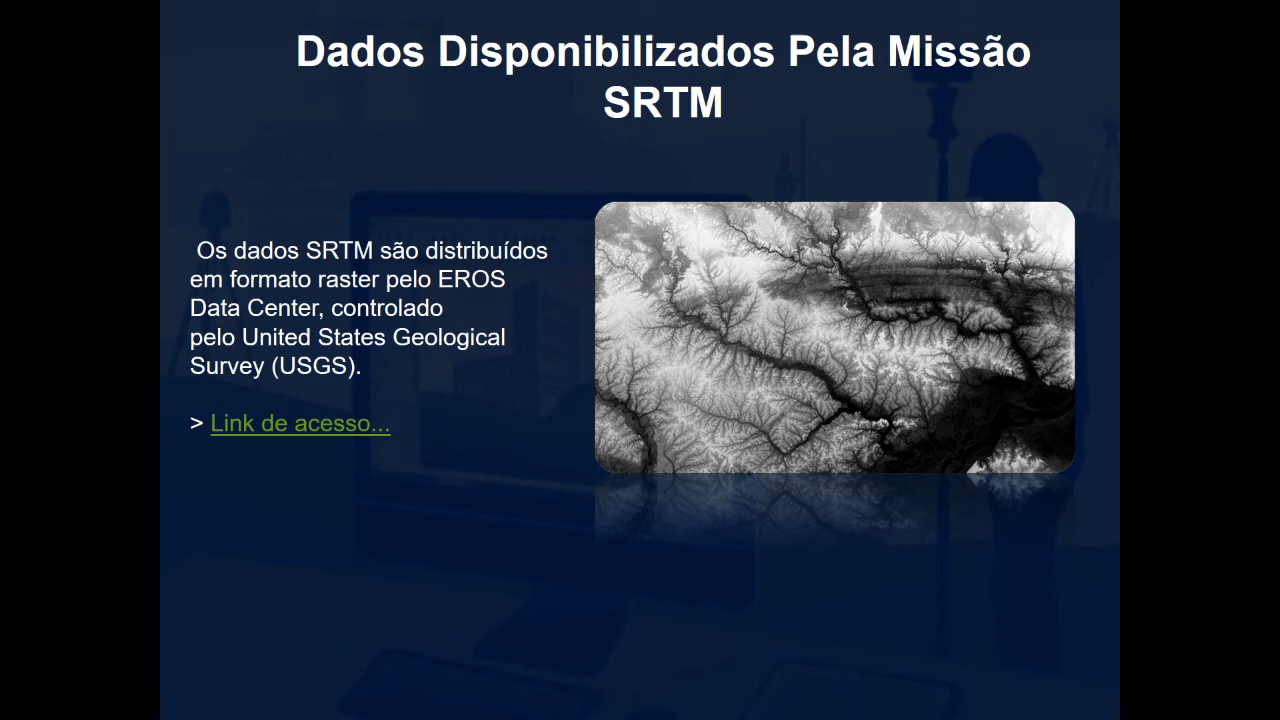 Dados Disponibilizados Pela Missão
SRTM
Os dados SRTM são distribuídos
em formato raster pelo EROS
Data Center, controlado
pelo United States Geological
Survey (USGS).
> Link de acesso...